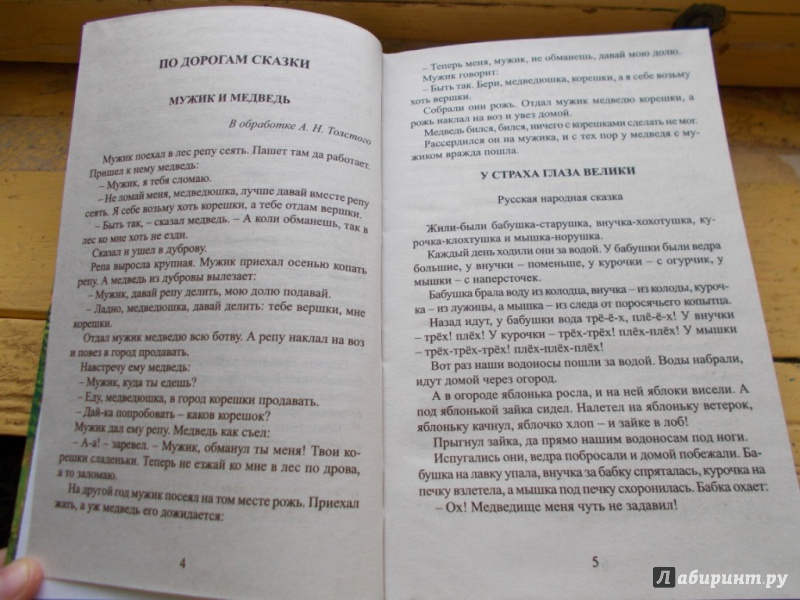 ПО ДОРОГАМ СКАЗКИ
МУЖИК И МЕДВЕДЬ
В обработке А. Н. Толстого
Мужик поехал в лес репу сеять. Пашет там да работает.
Пришел к нему медведь:
– Мужик, я тебя сломаю.
– Не ломай меня, медведюшка, лучше давай вместе репу
сеять. Я себе возьму хоть корешки, а тебе отдам вершки.
– Быть так, – сказал медведь. – А коли обманешь, так в
лес ко мне хоть не езди.
Сказал и ушел в дуброву.
Репа выросла крупная. Мужик приехал осенью копать
репу. А медведь из дубровы вылезает:
– Мужик, давай репу делить, мою долю подавай.
– Ладно, медведюшка, давай делить: тебе вершки, мне
корешки.
Отдал мужик медведю всю ботву. А репу наклал на воз
и повез в город продавать.
Навстречу ему медведь:
– Мужик, куда ты едешь?
– Еду, медведюшка, в город корешки продавать.
– Дай-ка попробовать – каков корешок?
Мужик дал ему репу. Медведь как съел:
– А-а! – заревел. – Мужик, обманул ты меня! Твои ко-
решки сладеньки. Теперь не езжай ко мне в лес по дрова,
а то заломаю.
На другой год мужик посеял на том месте рожь. Приехал
жать, а уж медведь его дожидается:
4
– Теперь меня, мужик, не обманешь, давай мою долю.
Мужик говорит:
– Быть так. Бери, медведюшка, корешки, а я себе возьму
хоть вершки.
Собрали они рожь. Отдал мужик медведю корешки, а
рожь наклал на воз и увез домой.
Медведь бился, бился, ничего с корешками сделать не мог.
Рассердился он на мужика, и с тех пор у медведя с му-
жиком вражда пошла.
У СТРАХА ГЛАЗА ВЕЛИКИ
Русская народная сказка
Жили-были бабушка-старушка, внучка-хохотушка, ку-
рочка-клохтушка и мышка-норушка.
Каждый день ходили они за водой. У бабушки были ведра
большие, у внучки – поменьше, у курочки – с огурчик, у
мышки – с наперсточек.
Бабушка брала воду из колодца, внучка – из колоды, куроч-
ка – из лужицы, а мышка – из следа от поросячьего копытца.
Назад идут, у бабушки вода трё-ё-х, плё-ё-х! У внучки
– трёх! плёх! У курочки – трёх-трёх! плёх-плёх! У мышки
– трёх-трёх-трёх! плёх-плёх-плёх!
Вот раз наши водоносы пошли за водой. Воды набрали,
идут домой через огород.
А в огороде яблонька росла, и на ней яблоки висели. А
под яблонькой зайка сидел. Налетел на яблоньку ветерок,
яблоньку качнул, яблочко хлоп – и зайке в лоб!
Прыгнул зайка, да прямо нашим водоносам под ноги.
Испугались они, ведра побросали и домой побежали. Ба-
бушка на лавку упала, внучка за бабку спряталась, курочка на
печку взлетела, а мышка под печку схоронилась. Бабка охает:
– Ох! Медведище меня чуть не задавил!
5
Лабиринт.ру